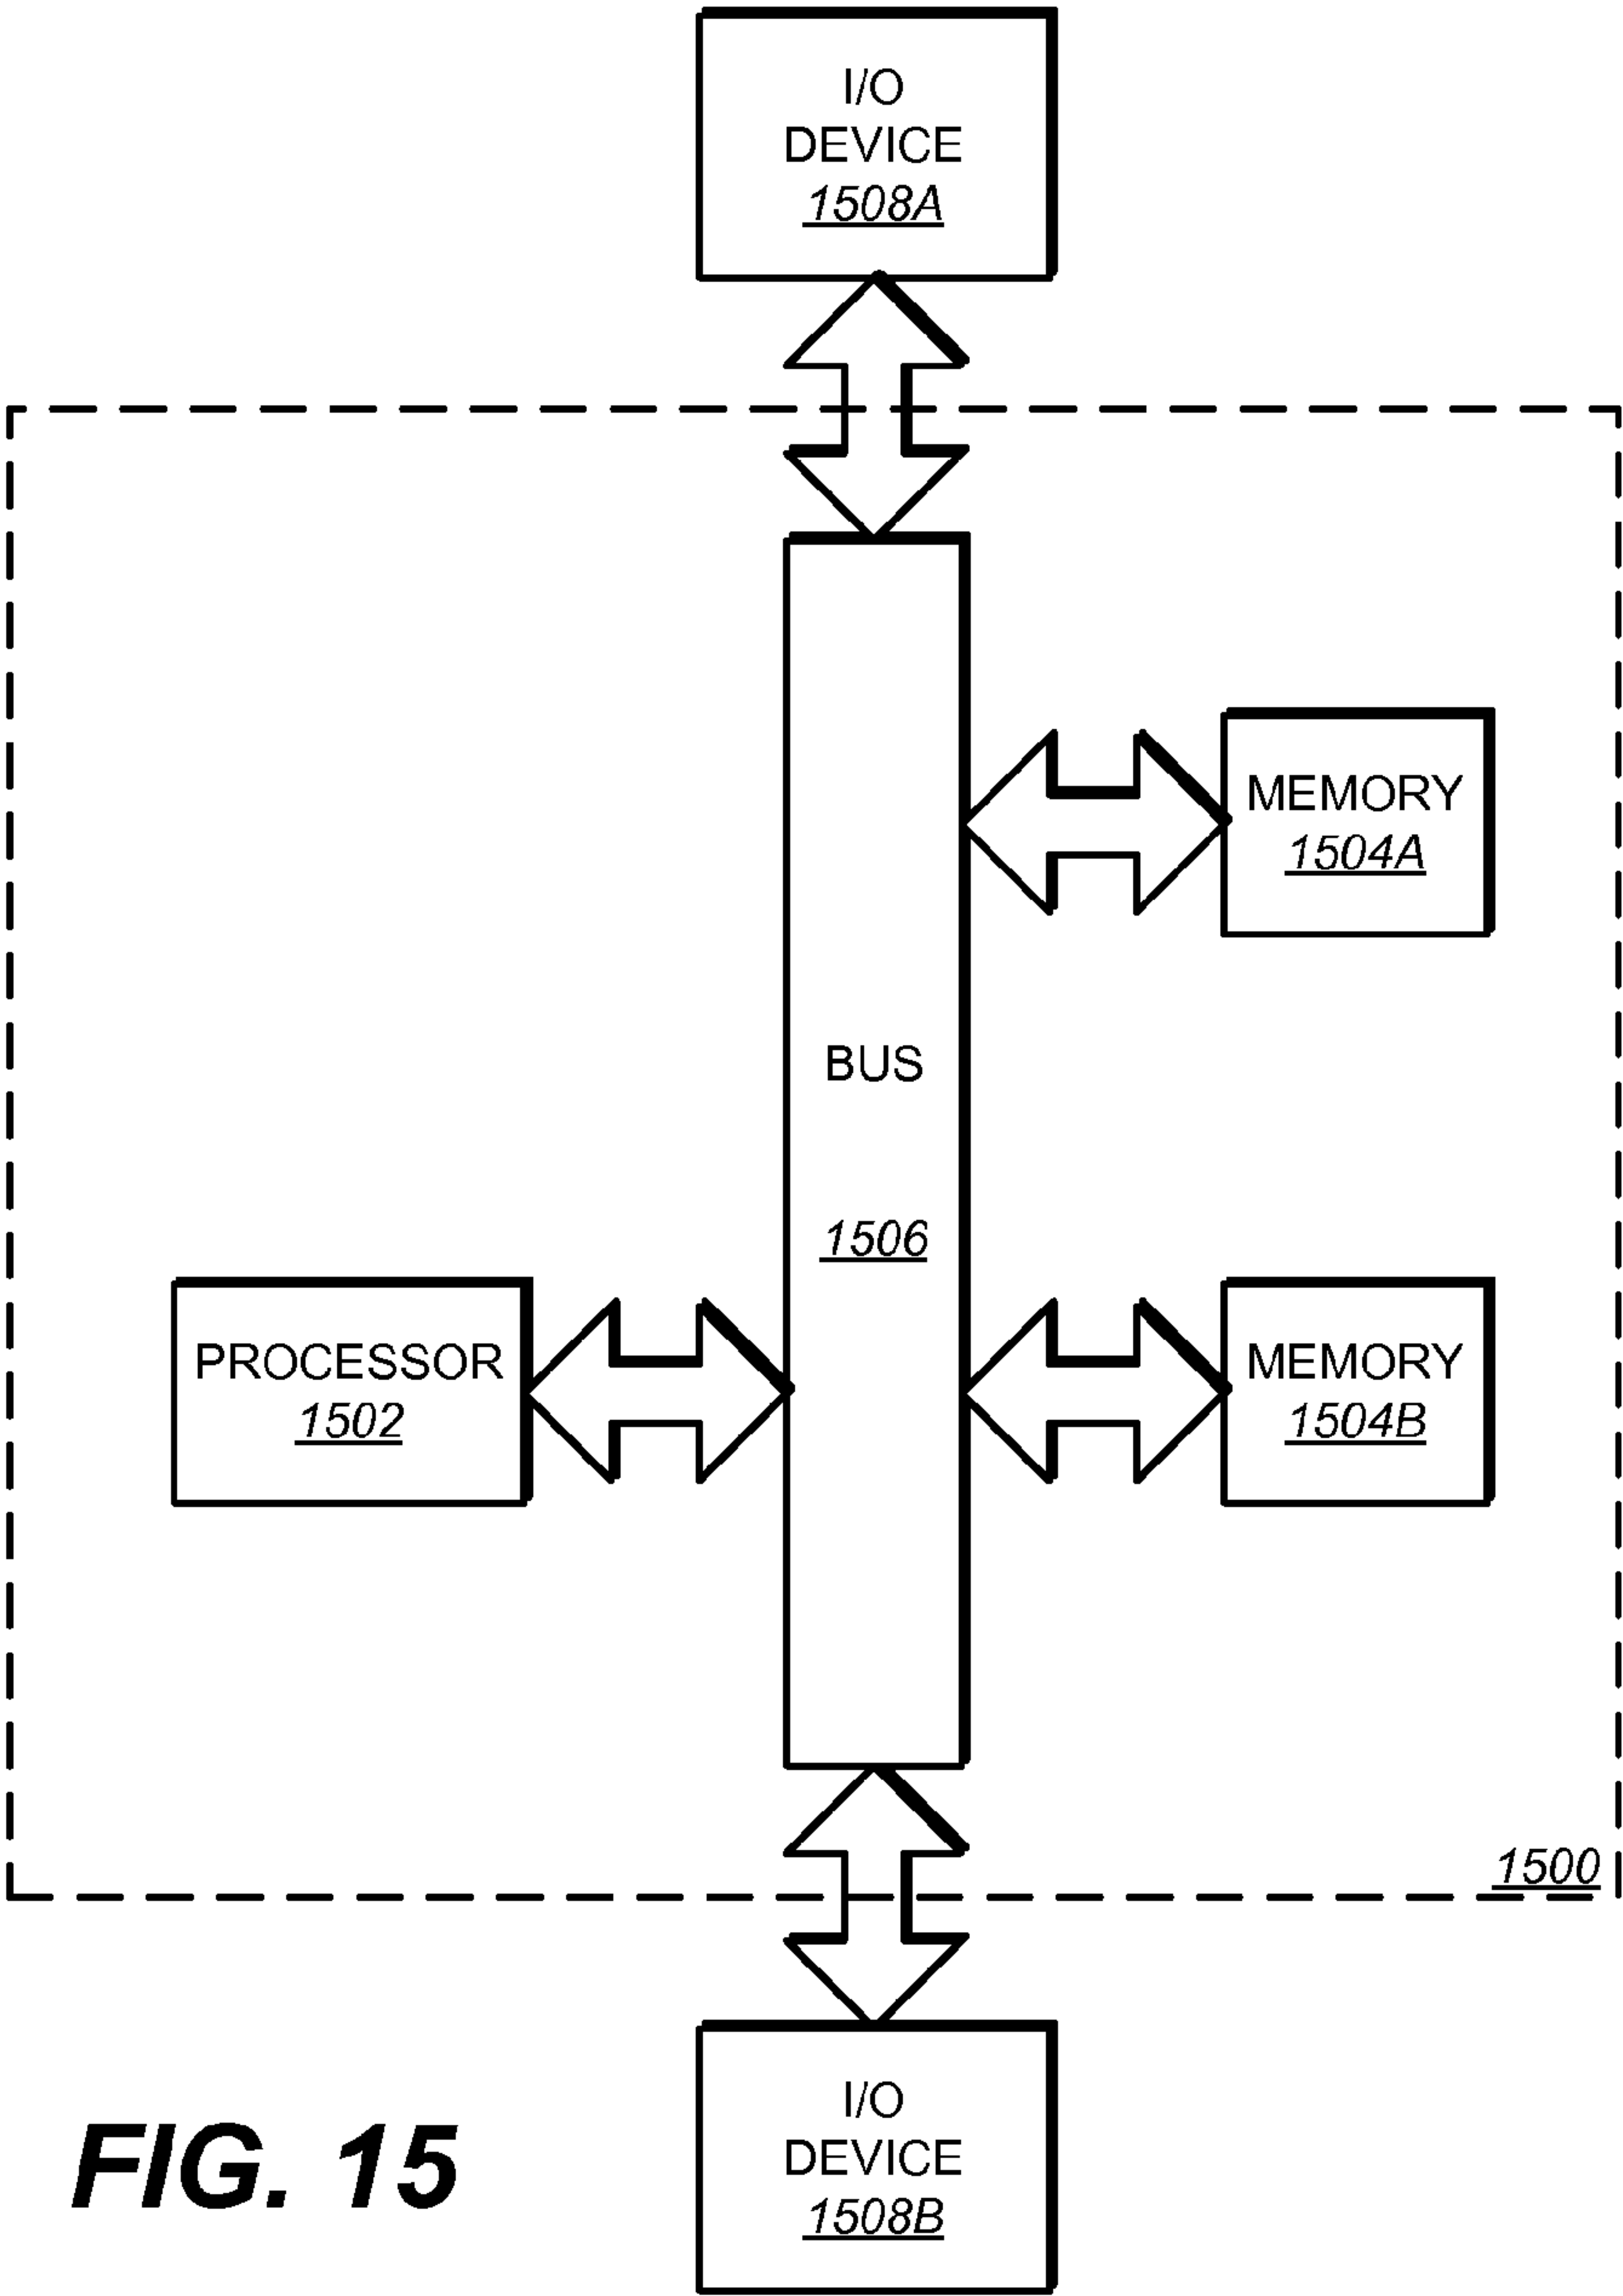 I/O
DEVICE
1508A
MEMORY
1504A
BUS
1506
PROCESSOR
1502
MEMORY
1504B
1500
I/O
DEVICE
1508B
FIG. 15